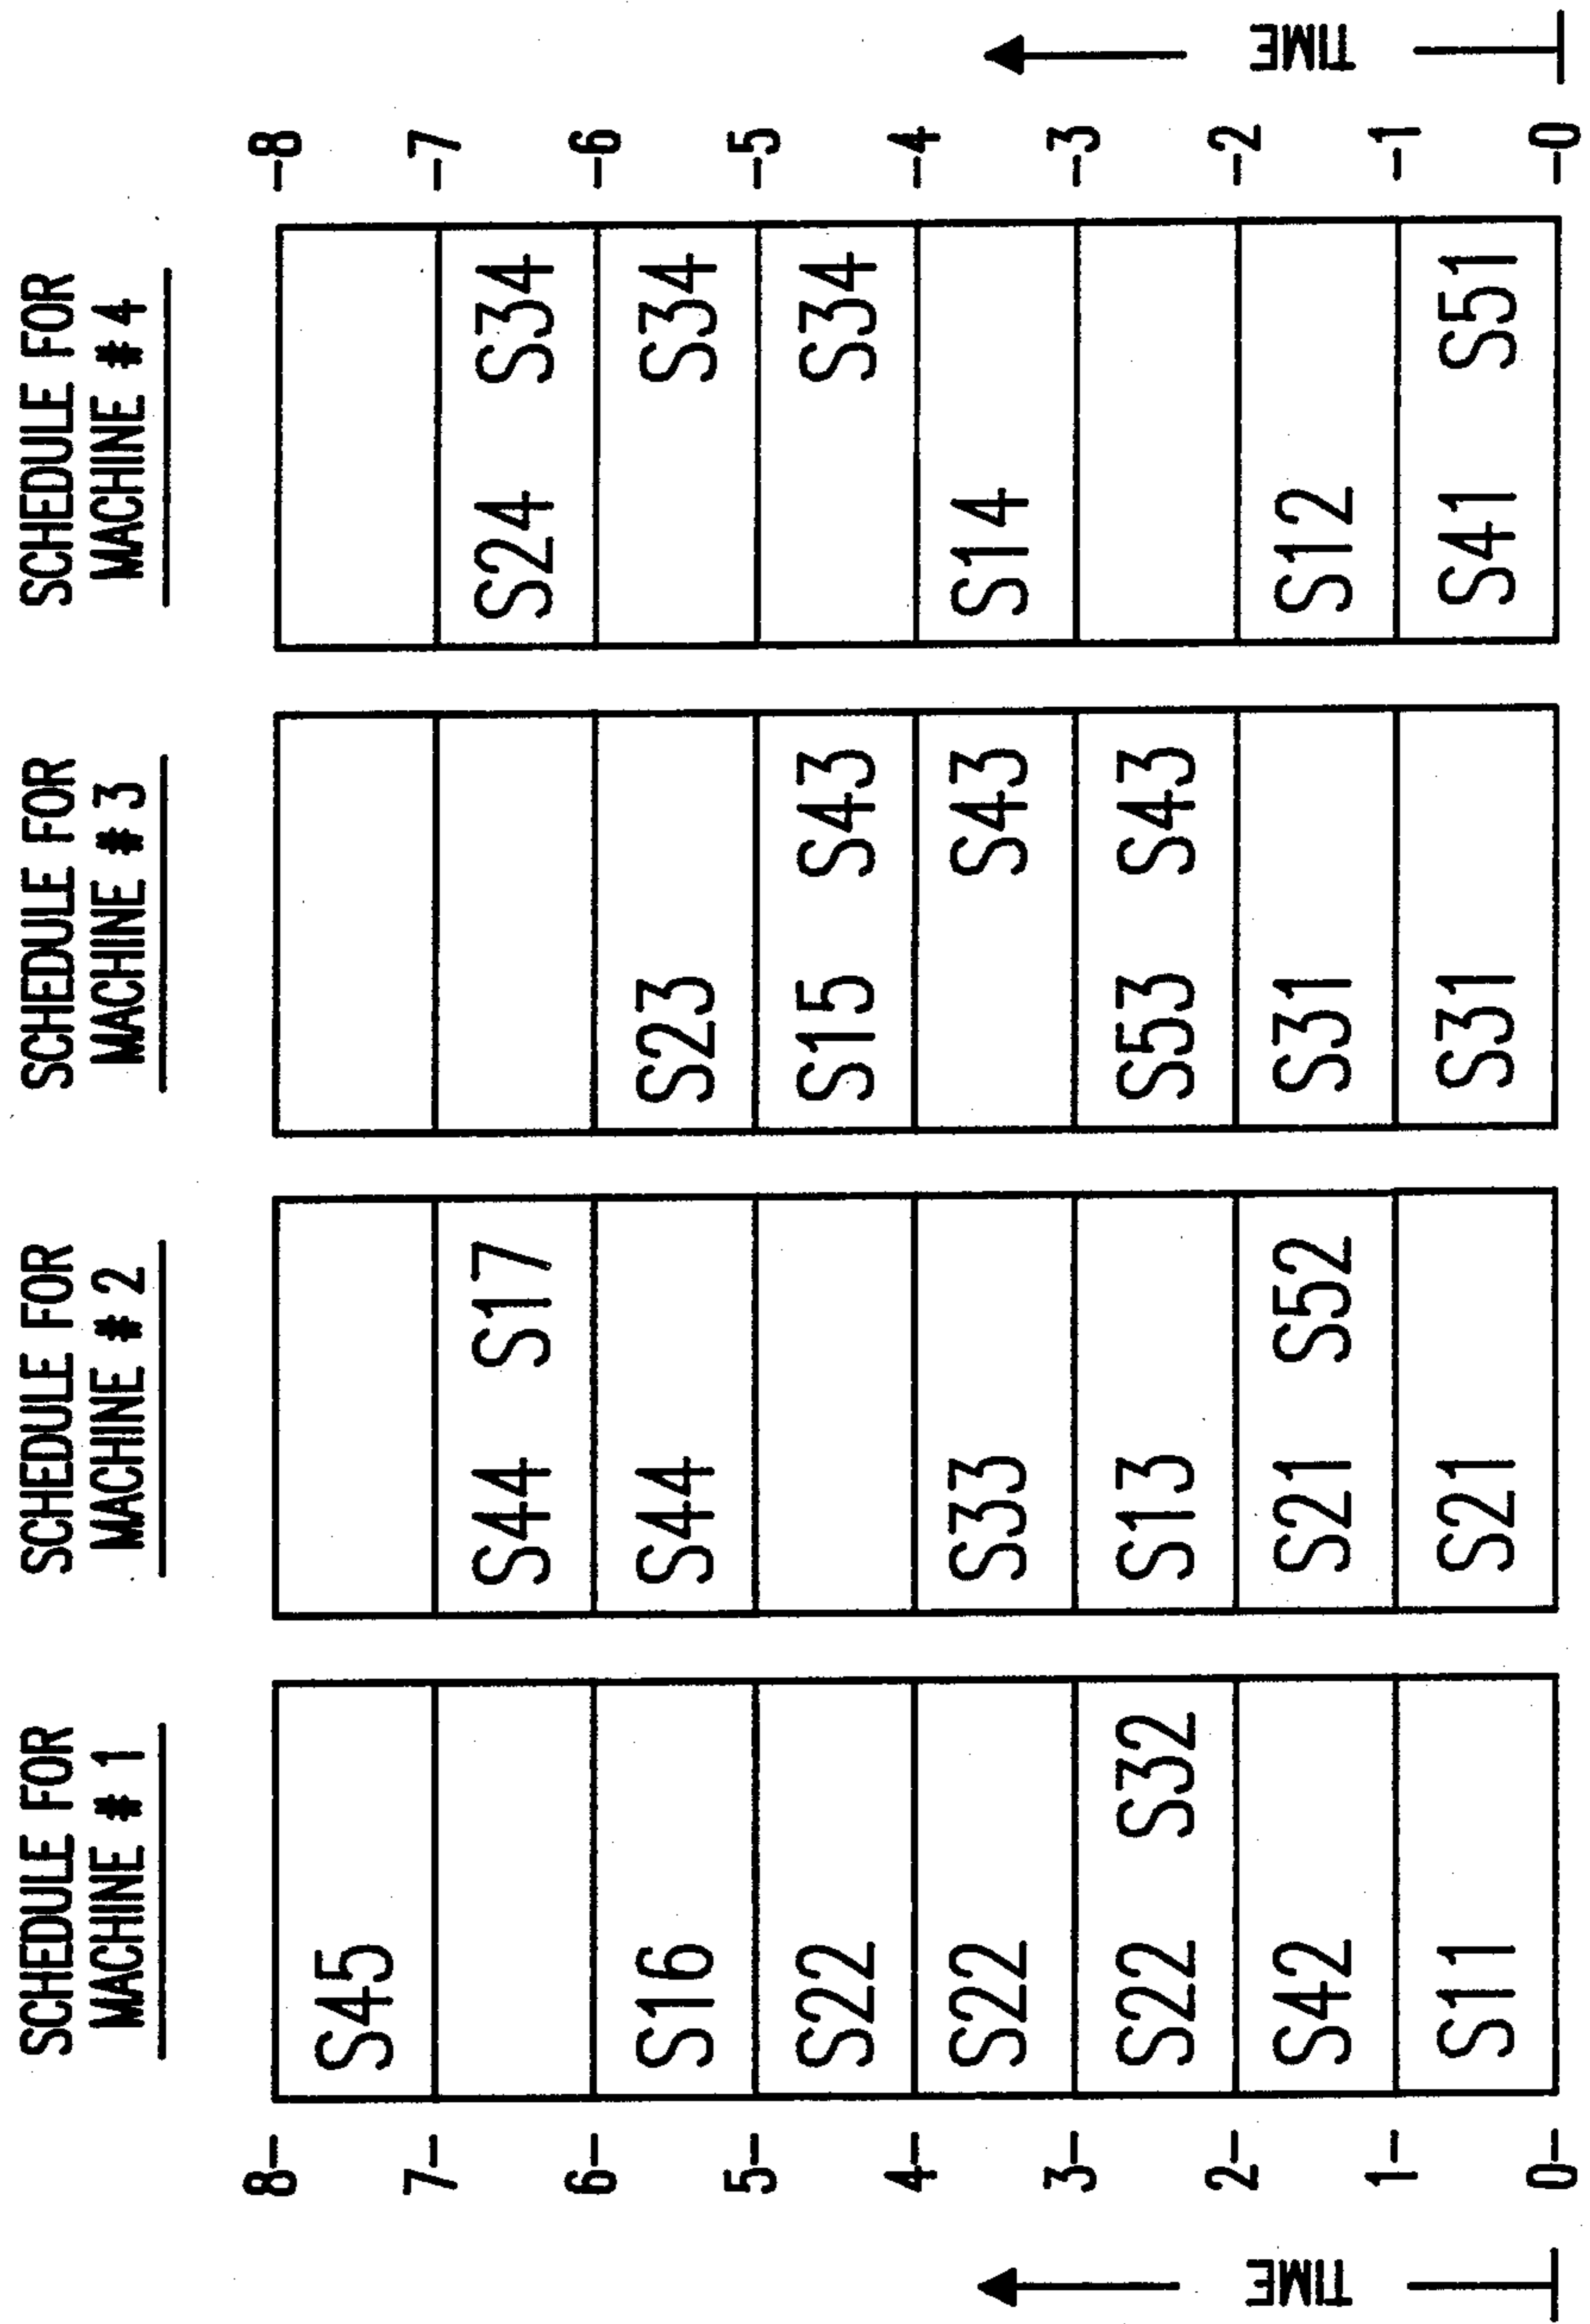 SCHEDULE FOR MACHINE # 1
SCHEDULE FOR MACHINE # 2
SCHEDULE FOR MACHINE # 3
SCHEDULE FOR MACHINE # 4
8- -8
S45
7- -7
S44 S17 S24 S34
6- -6
S16 S44 S23 S34
5- -5
S22 S15 S43 S34
4- -4
S22 S33 S43 S14
3- -3
S22 S32 S13 S53 S43
2- -2
TIME TIME
S42 S21 S52 S31 S12
1- -1
S11 S21 S31 S41 S51
0- -0